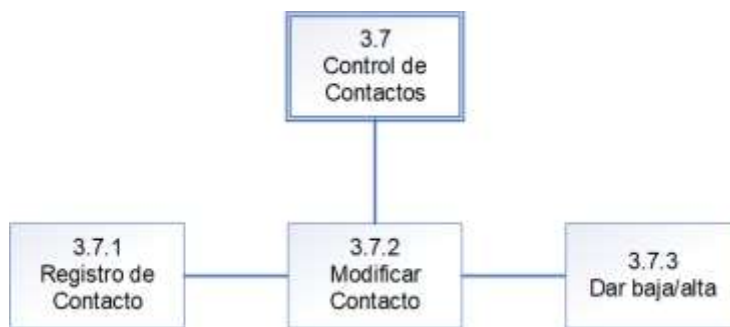 3.7
Control de
Contactos
3.7.1
Registro de
Contacto
3.7.2
Modificar
Contacto
3.7.3
Dar baja/alta